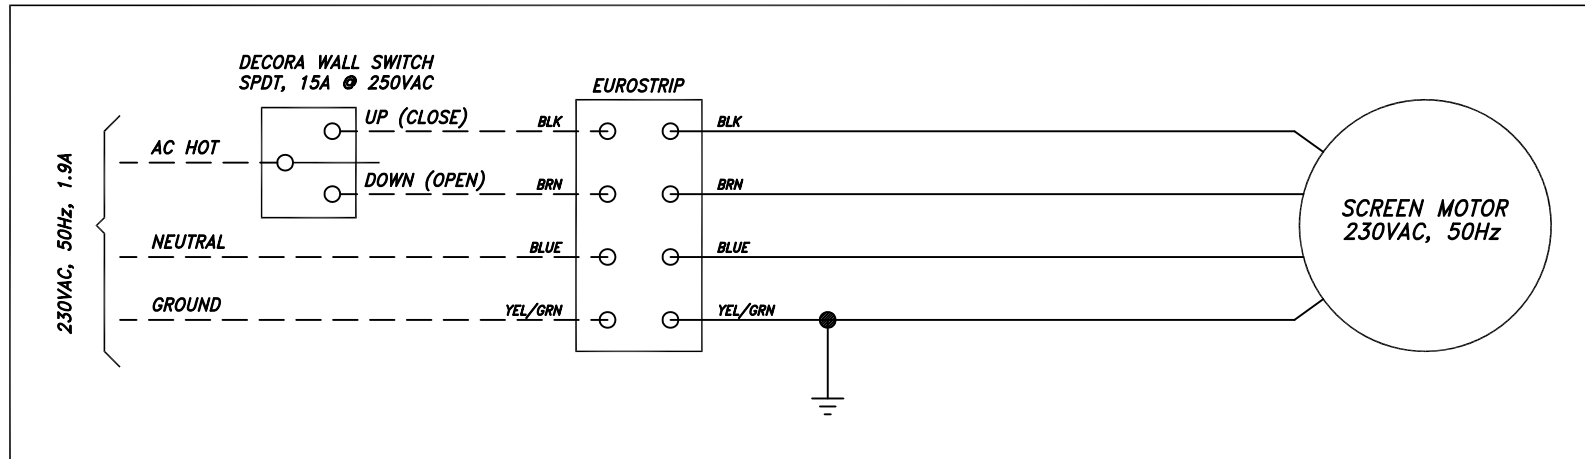 DECORA WALL SWITCH
SPDT, 15A @ 250VAC
EUROSTRIP
UP (CLOSE)
BLK
BLK
AC HOT
DOWN (OPEN)
BRN
BRN
230VAC, 50Hz, 1.9A
SCREEN MOTOR
230VAC, 50Hz
NEUTRAL
BLUE
BLUE
GROUND
YEL/GRN
YEL/GRN